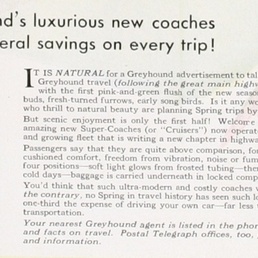 nd's luxurious new coaches
eral savings on every trip!
IT IS NATURAL for a Greyhound advertisement to tal
Greyhound travel (following the great main highw
with the first pink-and-green flush of the new seaso
buds, fresh-turned furrows, early song birds. Is it any wo
who thrill to natural beauty are planning Spring trips by
But scenic enjoyment is only the first half! Welcome
amazing new Super-Coaches (or "Cruisers") now operat
and growing fleet that is writing a new chapter in highwa
Passengers say that they are quite above comparison, for
cushioned comfort, freedom from vibration, noise or fum
four positions—soft light glows from frosted tubing—then
cold days—baggage is carried underneath in locked comp
You'd think that such ultra-modern and costly coaches w
the contrary, no Spring in travel history has seen such lo
one-third the expense of driving your own car—far less t
transportation.
Your nearest Greyhound agent is listed in the phon
and facts on travel. Postal Telegraph offices, too,
and information.